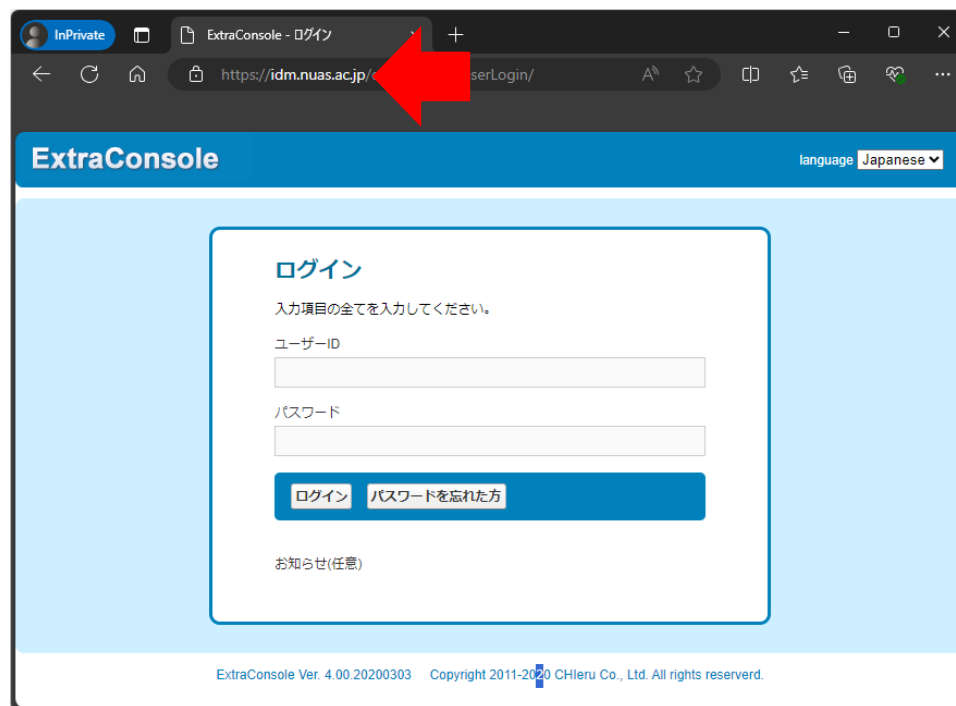 InPrivate
ExtraConsole - ログイン
https://idm.nuas.ac.jp/ serLogin/
ExtraConsole
language Japanese
ログイン
入力項目の全てを入力してください。
ユーザーID
パスワード
ログイン パスワードを忘れた方
お知らせ(任意)
ExtraConsole Ver. 4.00.20200303 Copyright 2011-2020 CHIeru Co., Ltd. All rights reserverd.